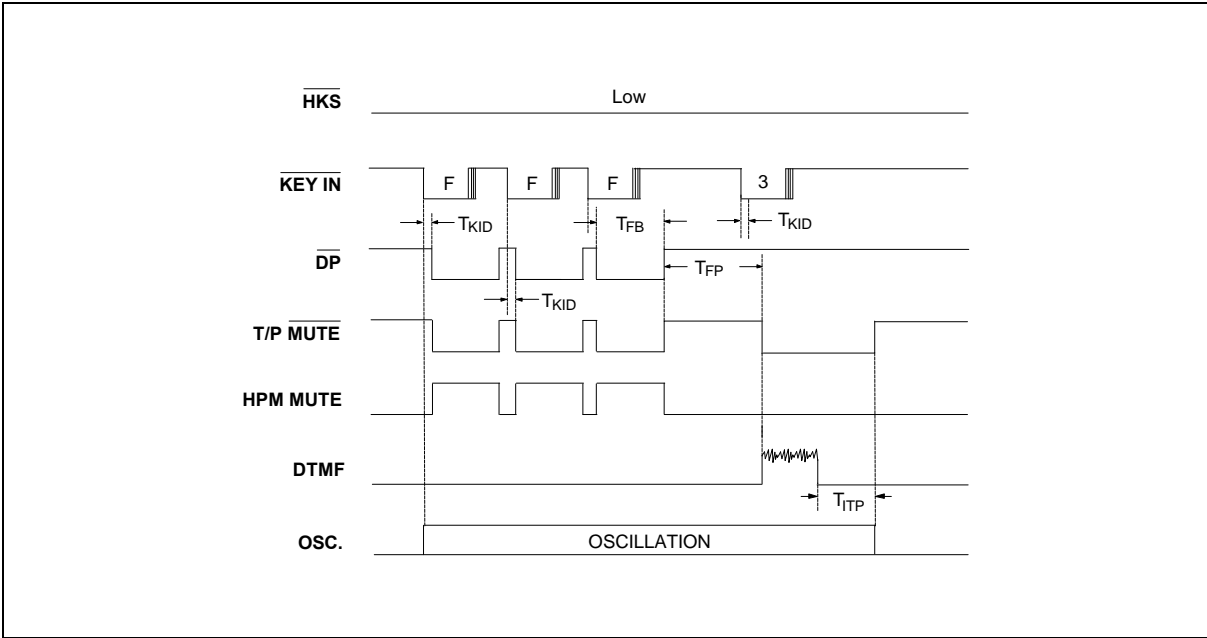 HKS Low
KEY IN F F F 3
TKID TFB TKID
DP
TFP
TKID
T/P MUTE
HPM MUTE
DTMF
TITP
OSC. OSCILLATION